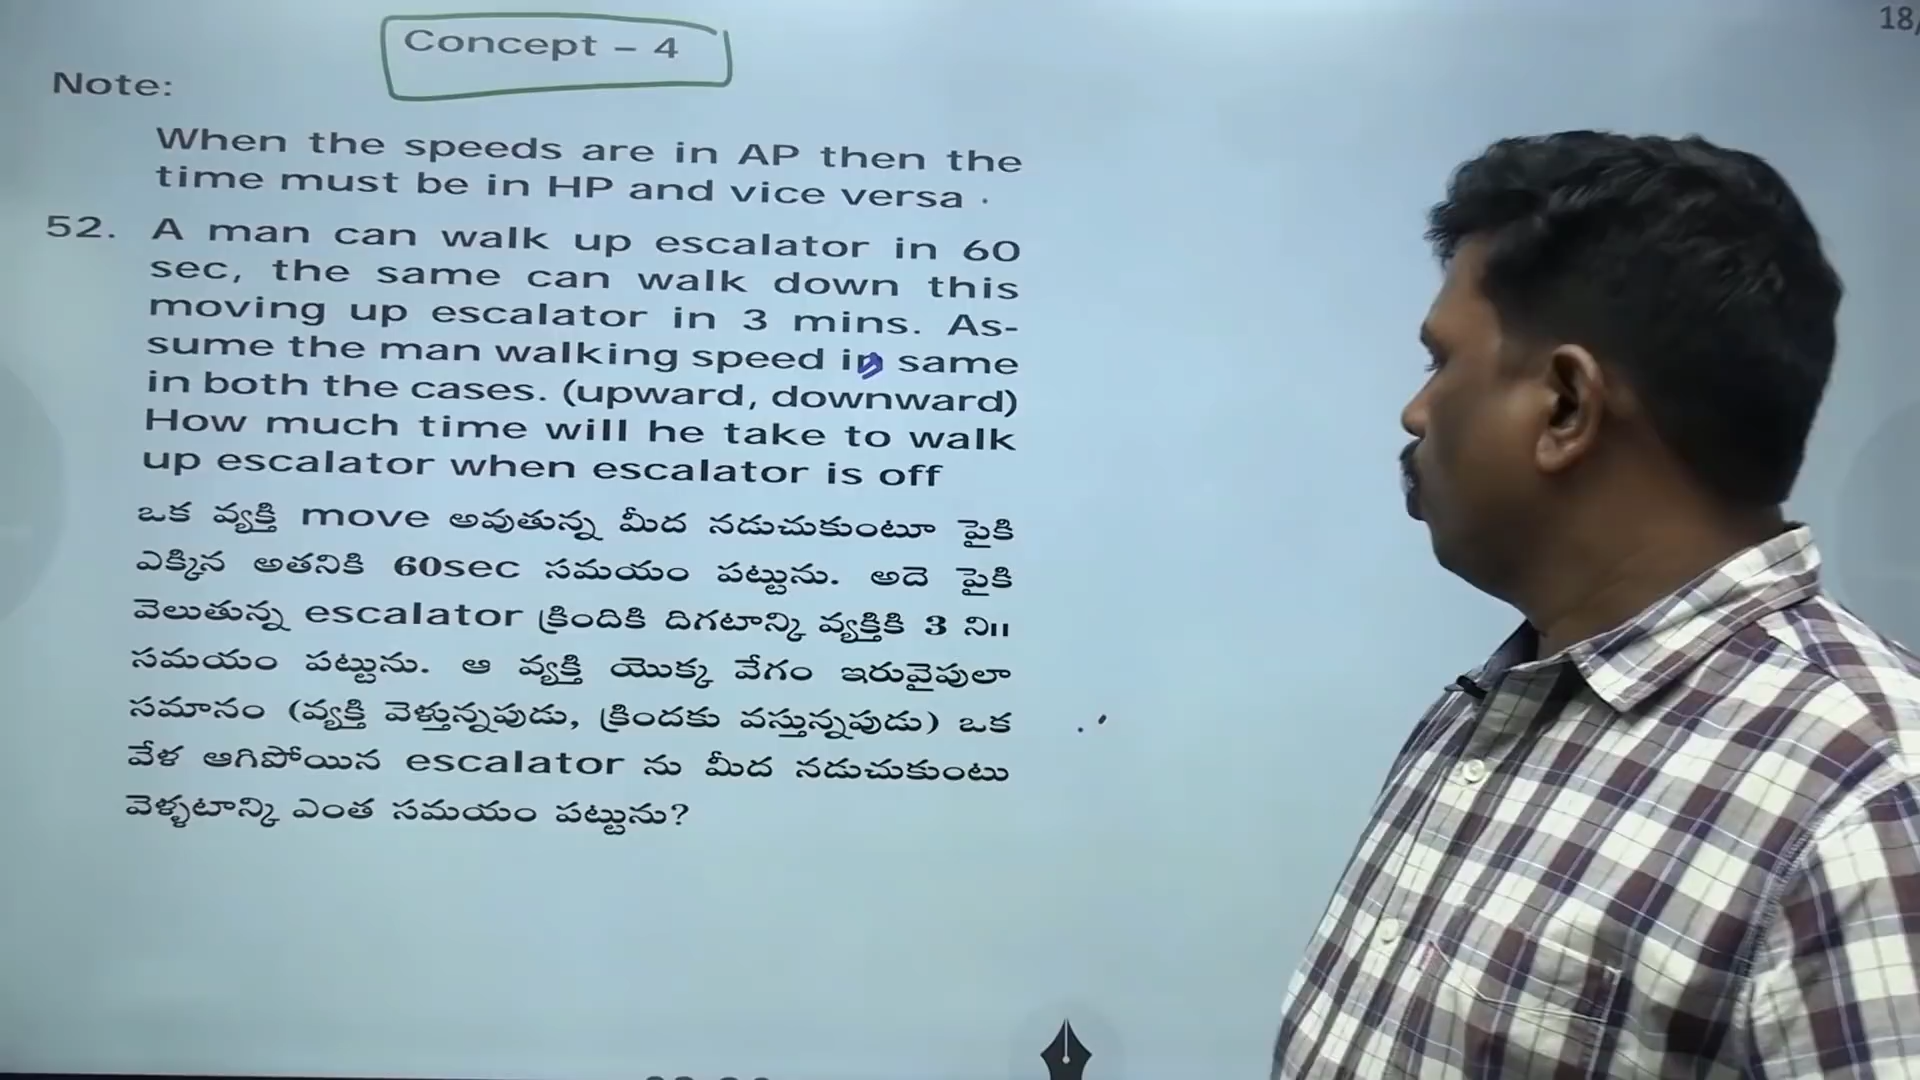 18/
Concept – 4
Note:
When the speeds are in AP then the
time must be in HP and vice versa .
52. A man can walk up escalator in 60
sec, the same can walk down this
moving up escalator in 3 mins. As-
sume the man walking speed in same
in both the cases. (upward, downward)
How much time will he take to walk
up escalator when escalator is off
ఒక వ్యక్తి move అవుతున్న మీద నడుచుకుంటూ పైకి
ఎక్కిన అతనికి 60sec సమయం పట్టును. అదె పైకి
వెలుతున్న escalator క్రిందికి దిగటాన్కి వ్యక్తికి 3 ని॥
సమయం పట్టును. ఆ వ్యక్తి యొక్క వేగం ఇరువైపులా
సమానం (వ్యక్తి వెళ్తున్నపుడు, క్రిందకు వస్తున్నపుడు) ఒక
వేళ ఆగిపోయిన escalator ను మీద నడుచుకుంటు
వెళ్ళటాన్కి ఎంత సమయం పట్టును?